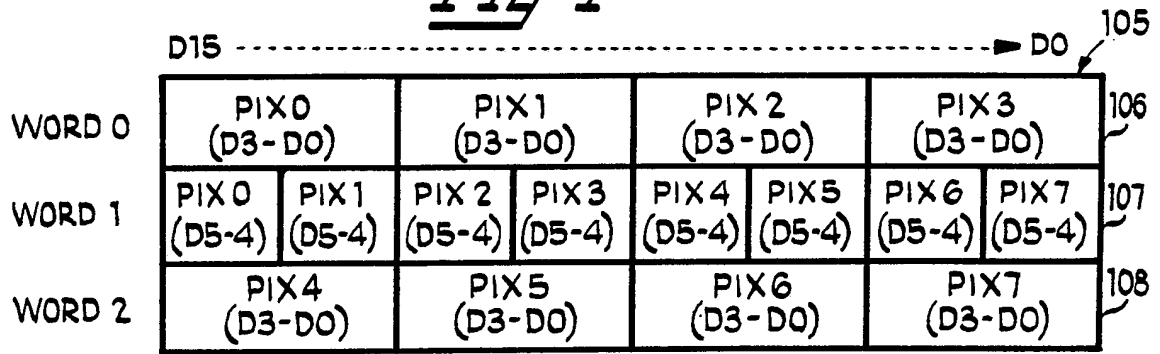 D15 D0 105
WORD 0 PIX0 PIX1 PIX2 PIX3 106
(D3-D0) (D3-D0) (D3-D0) (D3-D0)
WORD 1 PIX0 PIX1 PIX2 PIX3 PIX4 PIX5 PIX6 PIX7 107
(D5-4) (D5-4) (D5-4) (D5-4) (D5-4) (D5-4) (D5-4) (D5-4)
WORD 2 PIX4 PIX5 PIX6 PIX7 108
(D3-D0) (D3-D0) (D3-D0) (D3-D0)